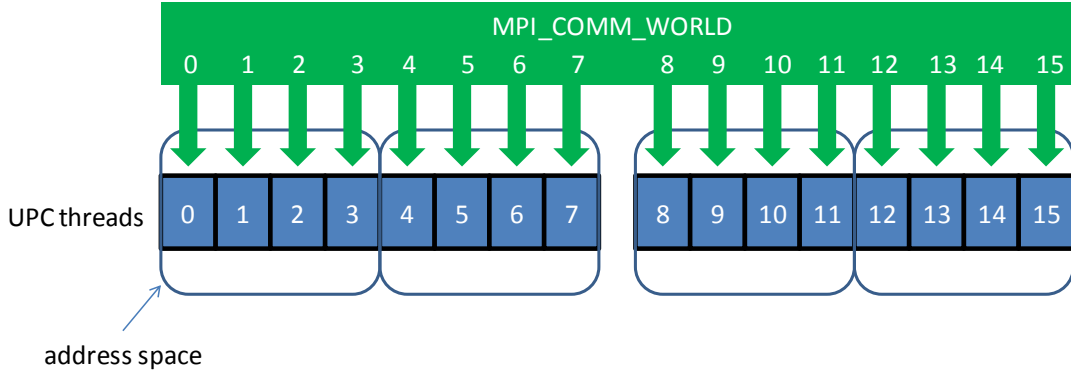 MPI_COMM_WORLD
0 1 2 3 4 5 6 7 8 9 10 11 12 13 14 15
UPC threads 0 1 2 3 4 5 6 7 8 9 10 11 12 13 14 15
address space